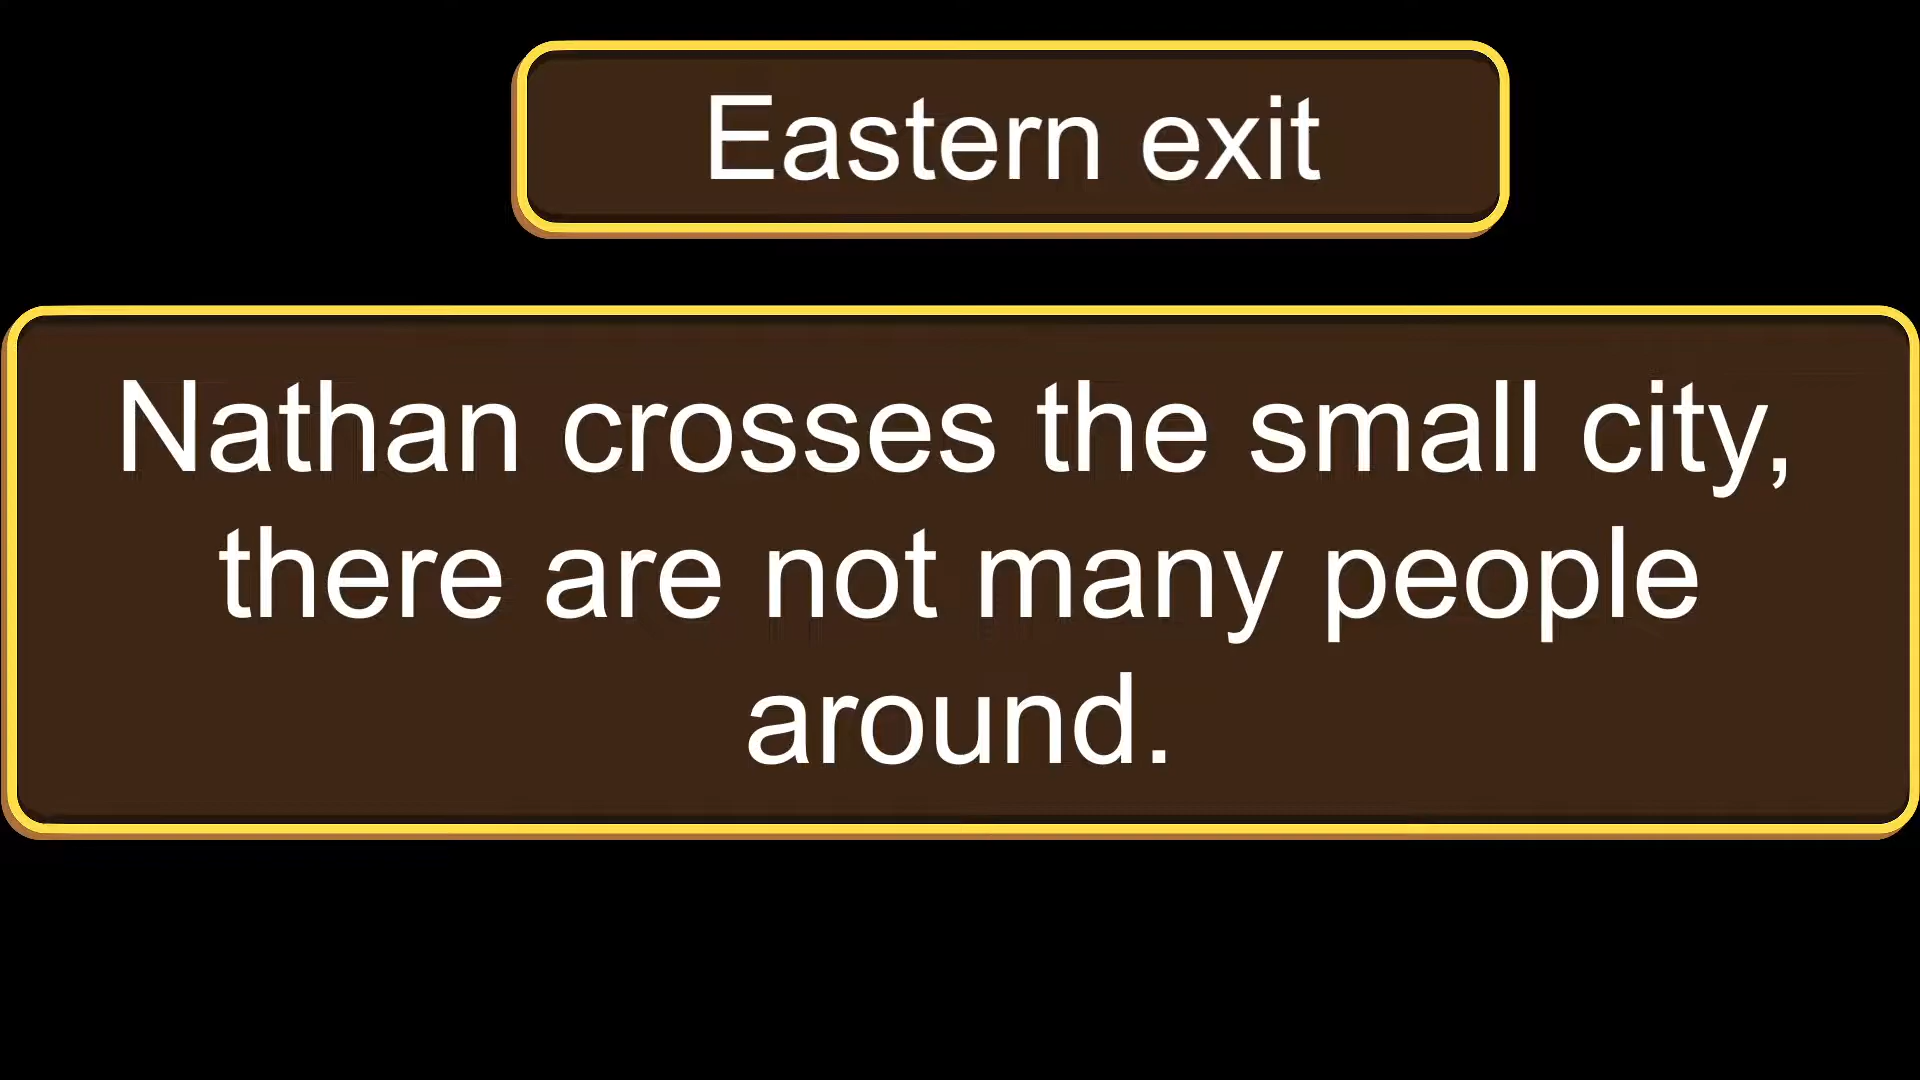 Eastern exit
Nathan crosses the small city,
there are not many people
around.